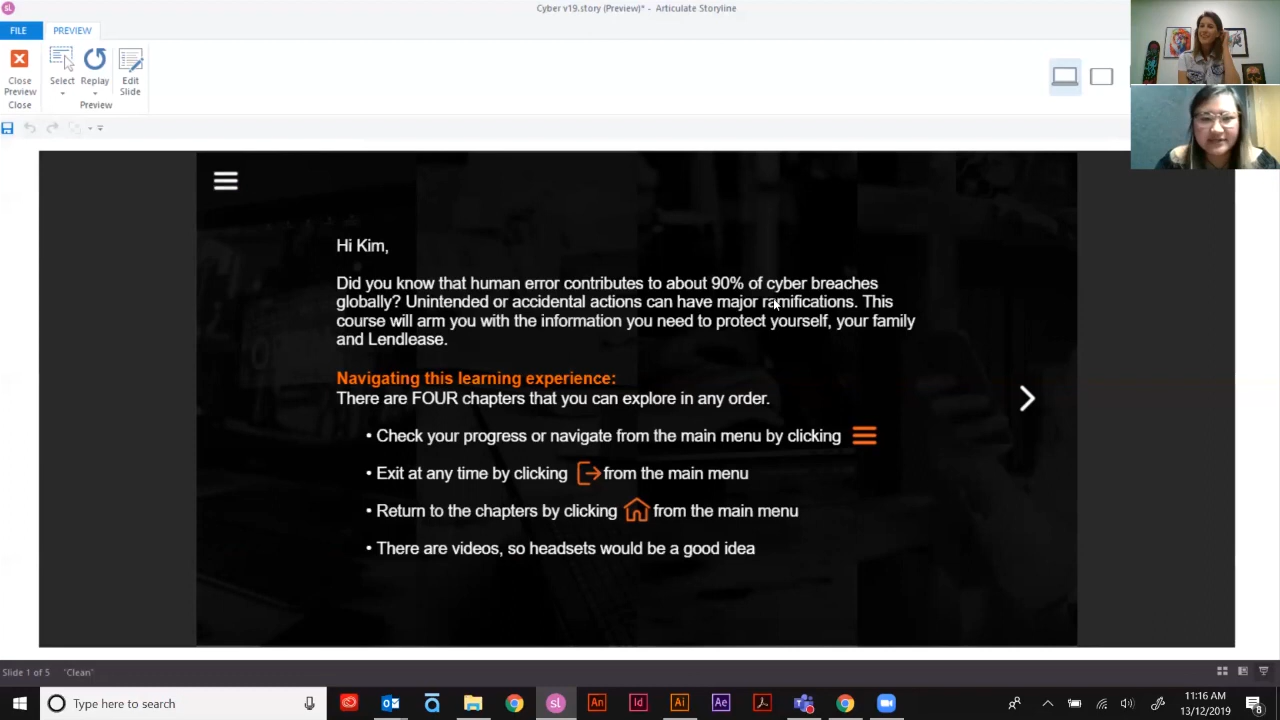 Cyber v19.story (Preview)* - Articulate Storyline
FILE
PREVIEW
Close Preview
Select
Replay
Edit Slide
Close
Preview
Hi Kim,
Did you know that human error contributes to about 90% of cyber breaches
globally? Unintended or accidental actions can have major ramifications. This
course will arm you with the information you need to protect yourself, your family
and Lendlease.
Navigating this learning experience:
There are FOUR chapters that you can explore in any order.
• Check your progress or navigate from the main menu by clicking
• Exit at any time by clicking from the main menu
• Return to the chapters by clicking from the main menu
• There are videos, so headsets would be a good idea
Slide 1 of 5 "Clean"
Type here to search
11:16 AM
13/12/2019